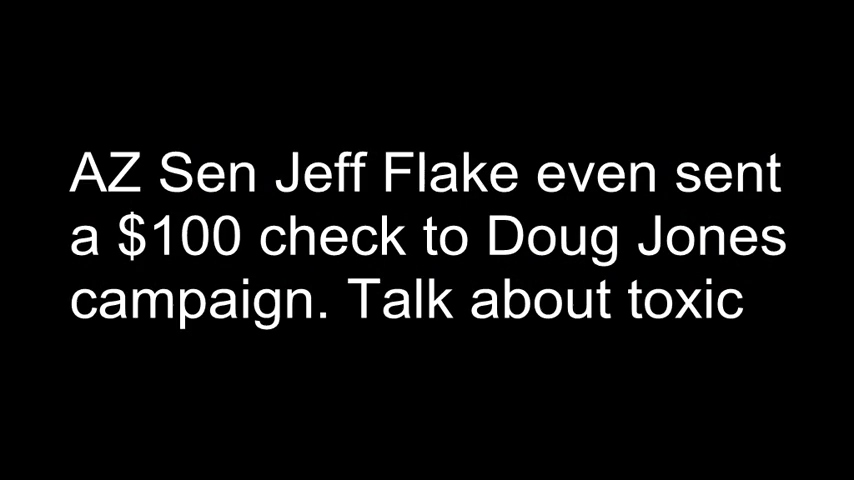 AZ Sen Jeff Flake even sent
a $100 check to Doug Jones
campaign. Talk about toxic